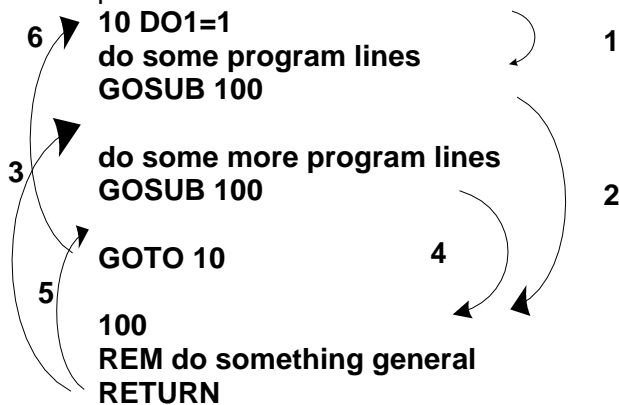 6 10 DO1=1 1
do some program lines
GOSUB 100
do some more program lines
3 GOSUB 100 2
GOTO 10 4
5
100
REM do something general
RETURN